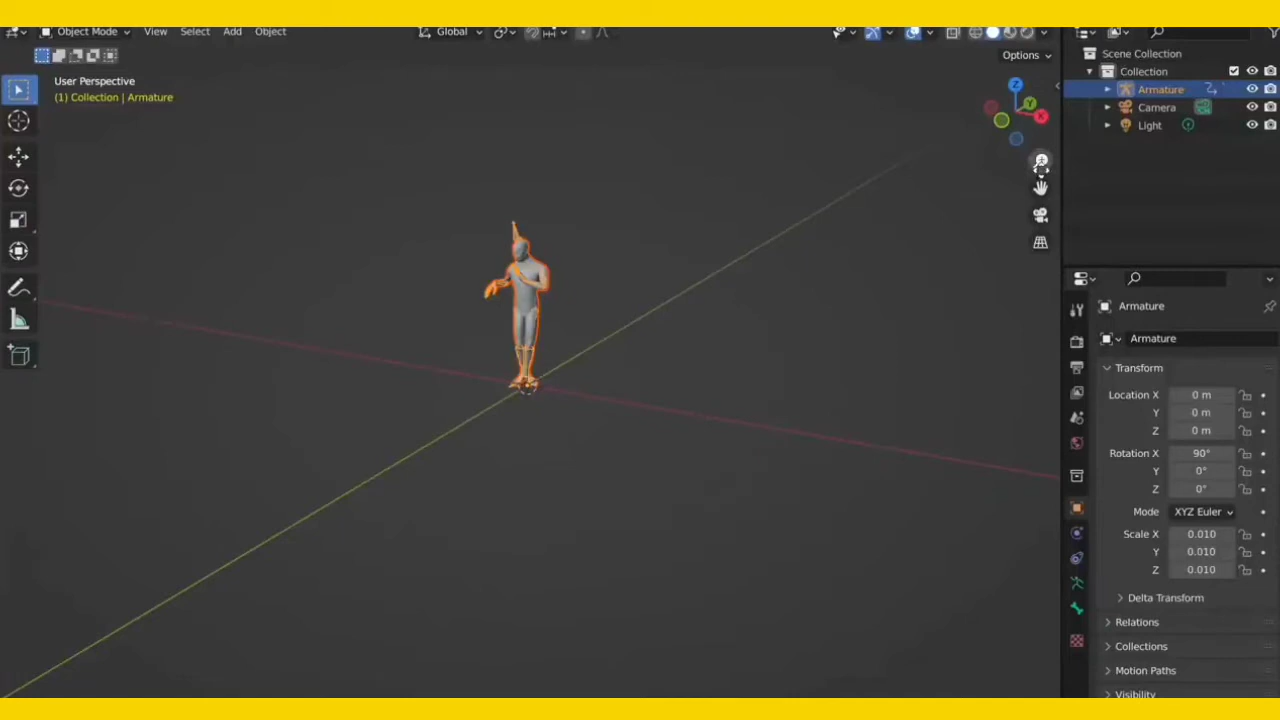 Object Mode View Select Add Object Global
Options
User Perspective
(1) Collection | Armature
Z
Y
X
Scene Collection
Collection
Armature
Camera
Light
Armature
Armature
Transform
Location X 0 m
Y 0 m
Z 0 m
Rotation X 90°
Y 0°
Z 0°
Mode XYZ Euler
Scale X 0.010
Y 0.010
Z 0.010
Delta Transform
Relations
Collections
Motion Paths
Visibility